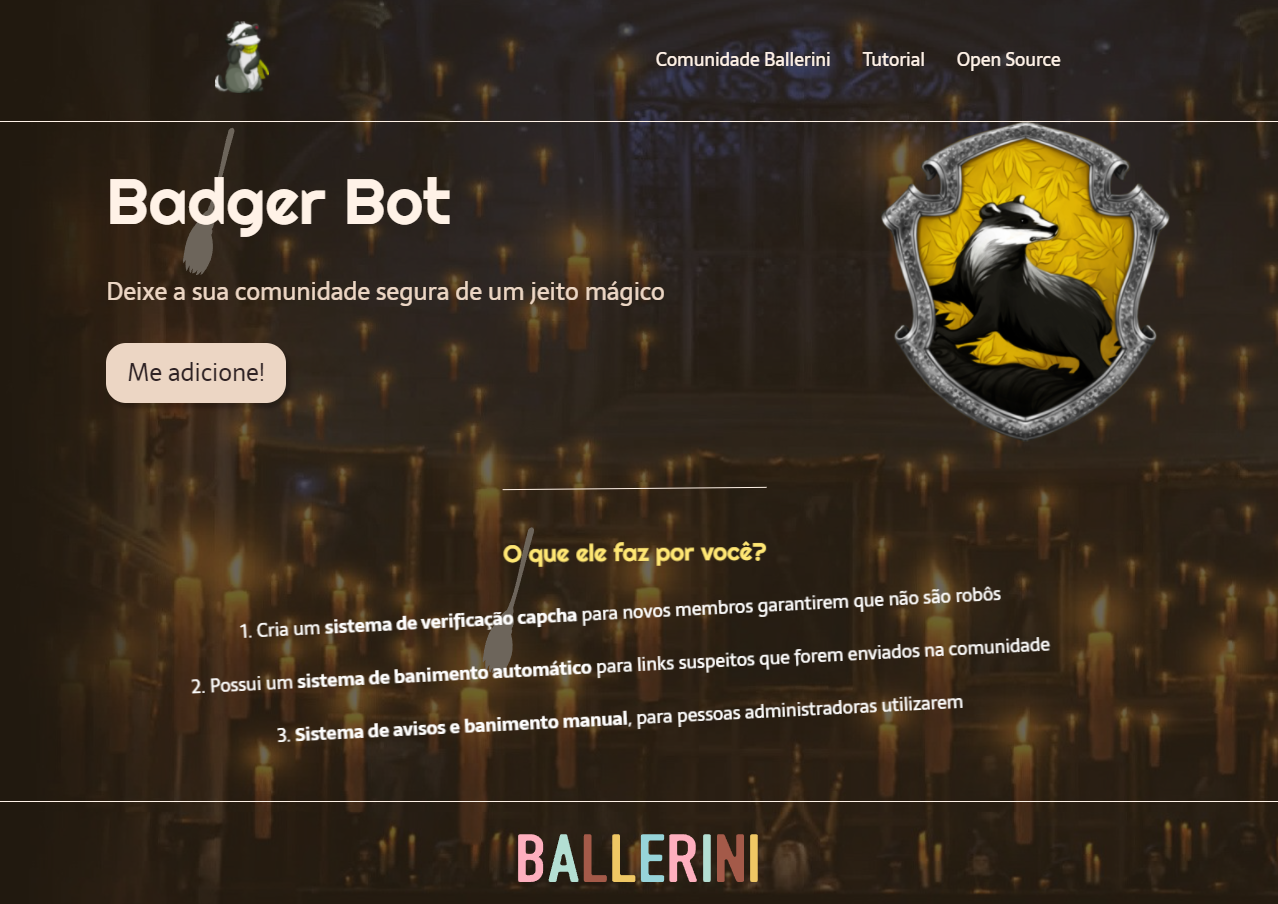 Comunidade Ballerini Tutorial Open Source
Badger Bot
Deixe a sua comunidade segura de um jeito mágico
Me adicione!
O que ele faz por você?
1. Cria um sistema de verificação capcha para novos membros garantirem que não são robôs
2. Possui um sistema de banimento automático para links suspeitos que forem enviados na comunidade
3. Sistema de avisos e banimento manual, para pessoas administradoras utilizarem
BALLERINI